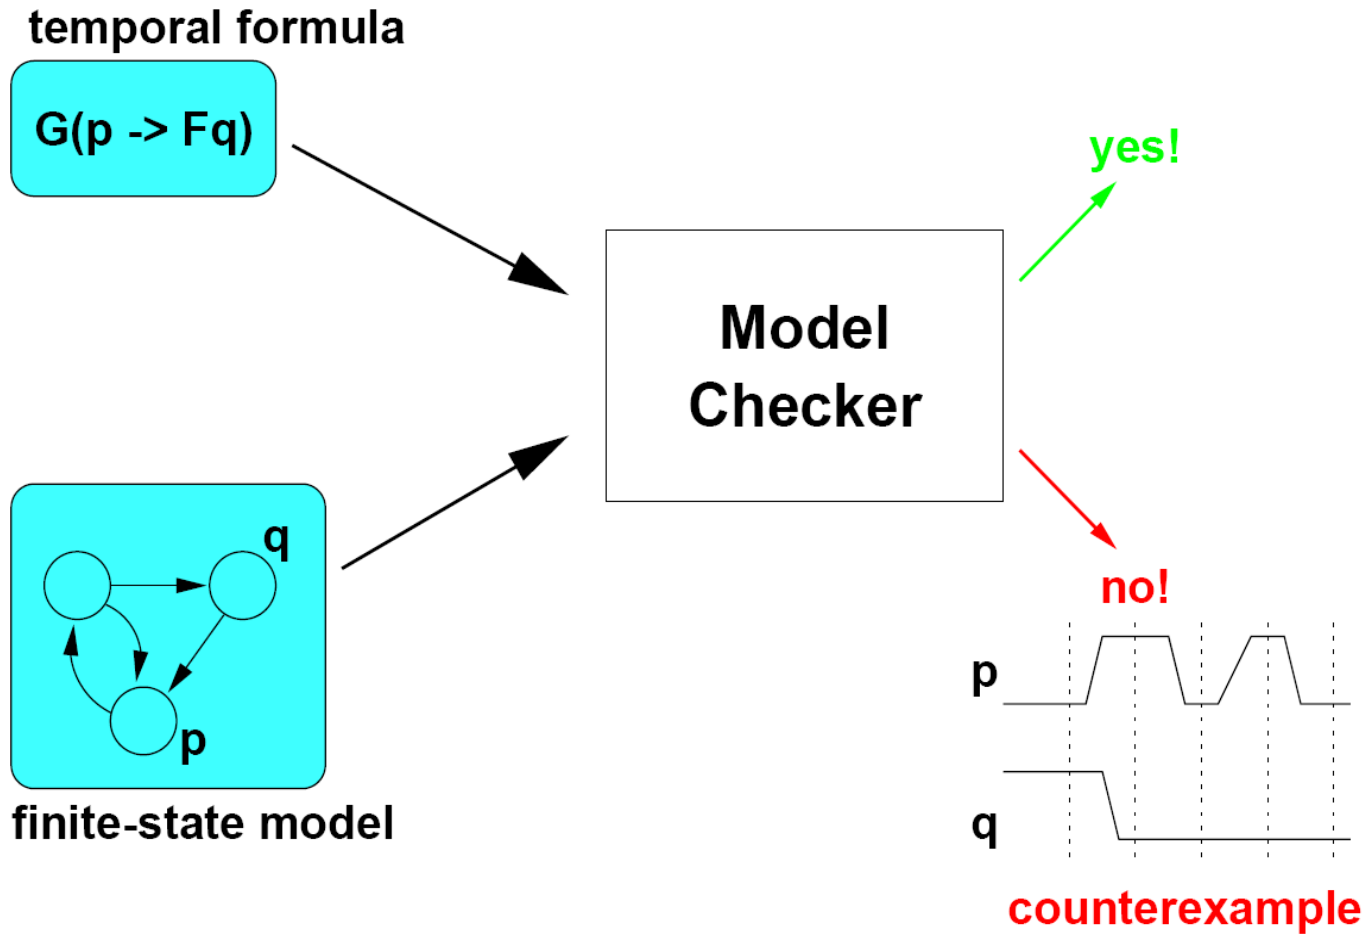 temporal formula
G(p -> Fq)
yes!
Model
Checker
q
p
finite-state model
no!
p
q
counterexample